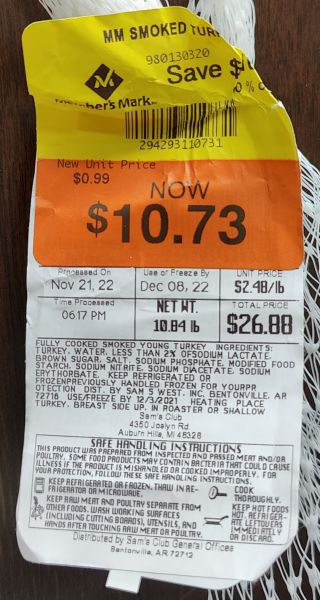 MM SMOKED TUR
980130320
Save $
0 % o
Member's Mark
294293110731
New Unit Price
$0.99
NOW
$10.73
Processed On
Nov 21, 22
Use or Freeze By
Dec 08, 22
UNIT PRICE
$2.48/lb
Time Processed
06:17 PM
NET WT.
10.84 lb
TOTAL PRICE
$26.88
FULLY COOKED SMOKED YOUNG TURKEY INGREDIENTS:
TURKEY, WATER, LESS THAN 2% OFSODIUM LACTATE,
BROWN SUGAR, SALT, SODIUM PHOSPHATE, MODIFIED FOOD
STARCH, SODIUM NITRITE, SODIUM DIACETATE, SODIUM
ERYTHORBATE. KEEP REFRIGERATED OR
FROZENPREVIOUSLY HANDLED FROZEN FOR YOURPR
OTECTION DIST. BY SAM S WEST, INC. BENTONVILLE, AR
72716 USE/FREEZE BY 12/3/2021 HEATING PLACE
TURKEY, BREAST SIDE UP, IN ROASTER OR SHALLOW
Sam's Club
4350 Joslyn Rd
Auburn Hills, MI 48326
SAFE HANDLING INSTRUCTIONS
THIS PRODUCT WAS PREPARED FROM INSPECTED AND PASSED MEAT AND/OR
POULTRY. SOME FOOD PRODUCTS MAY CONTAIN BACTERIA THAT COULD CAUSE
ILLNESS IF THE PRODUCT IS MISHANDLED OR COOKED IMPROPERLY. FOR
YOUR PROTECTION, FOLLOW THESE SAFE HANDLING INSTRUCTIONS.
KEEP REFRIGERATED OR FROZEN. THAW IN RE-
FRIGERATOR OR MICROWAVE.
KEEP RAW MEAT AND POULTRY SEPARATE FROM
OTHER FOODS. WASH WORKING SURFACES
(INCLUDING CUTTING BOARDS), UTENSILS, AND
HANDS AFTER TOUCHING RAW MEAT OR POULTRY.
COOK
THOROUGHLY.
KEEP HOT FOODS
HOT. REFRIGER-
ATE LEFTOVERS
IMMEDIATELY
OR DISCARD.
Distributed by Sam's Club General Offices
Bentonville, AR 72712